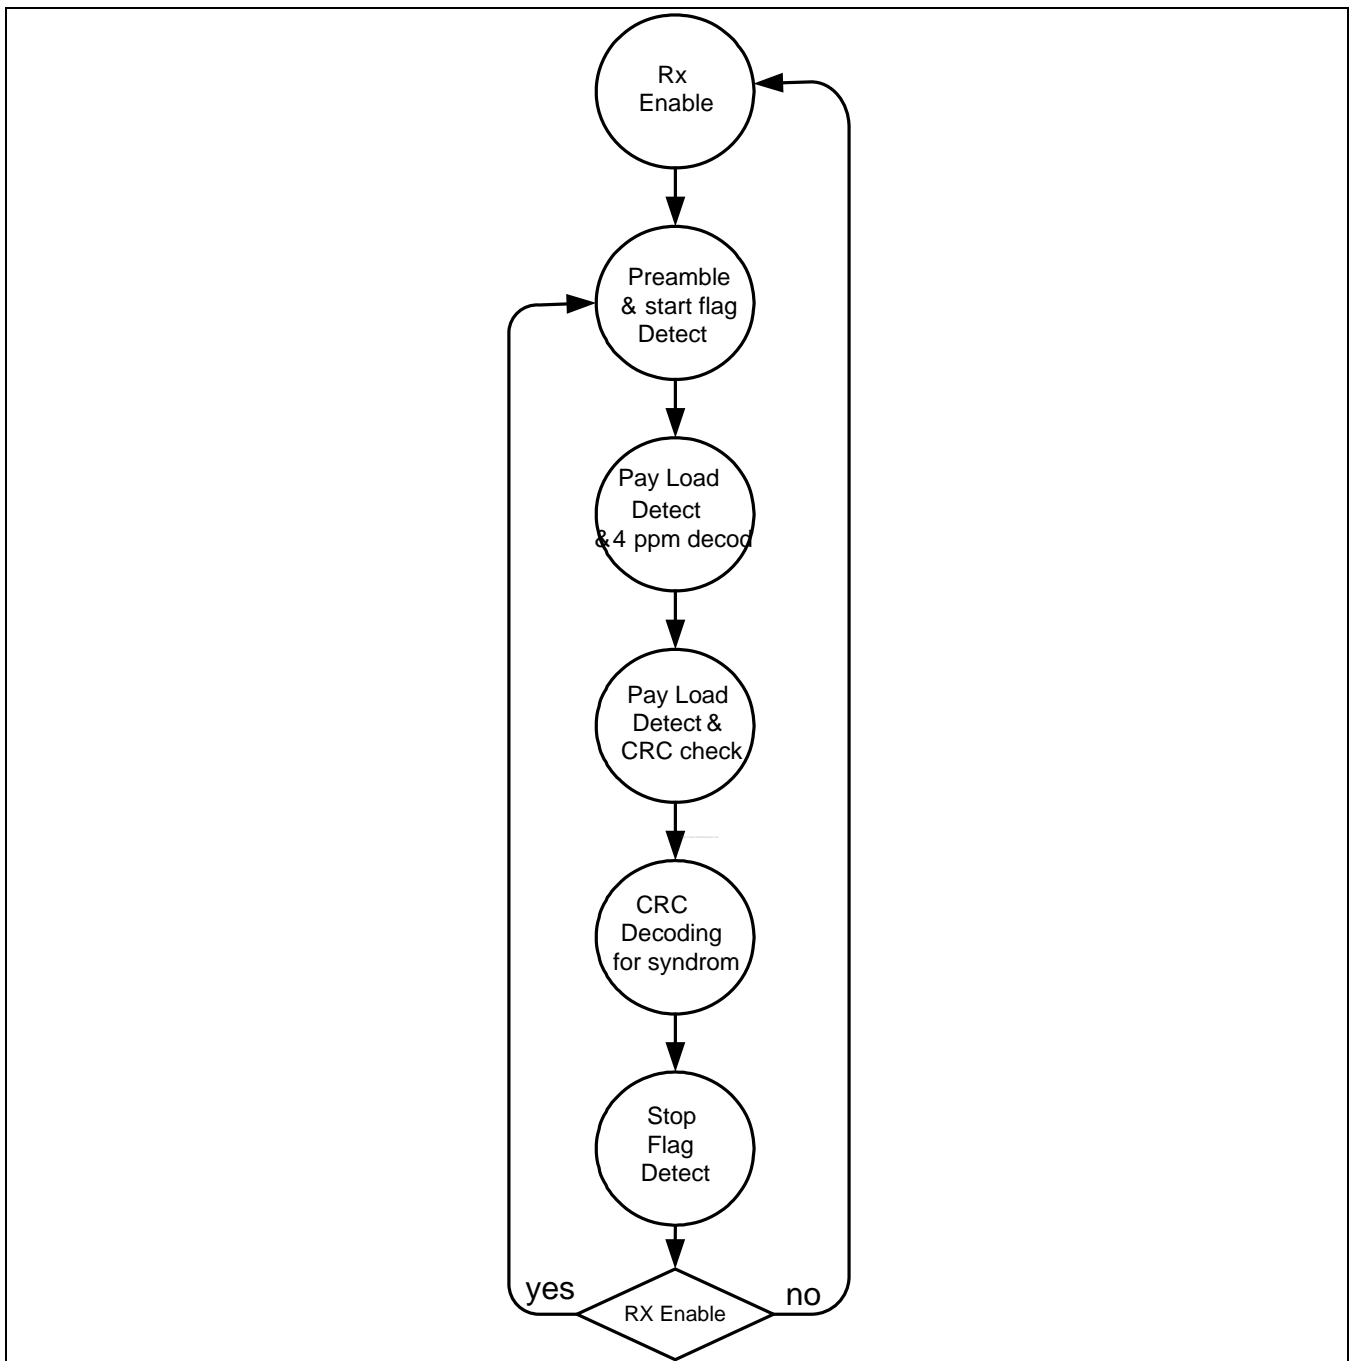 Rx
Enable
Preamble
& start flag
Detect
Pay Load
Detect
&4 ppm decod
Pay Load
Detect &
CRC check
CRC
Decoding
for syndrom
Stop
Flag
Detect
yes
RX Enable
no